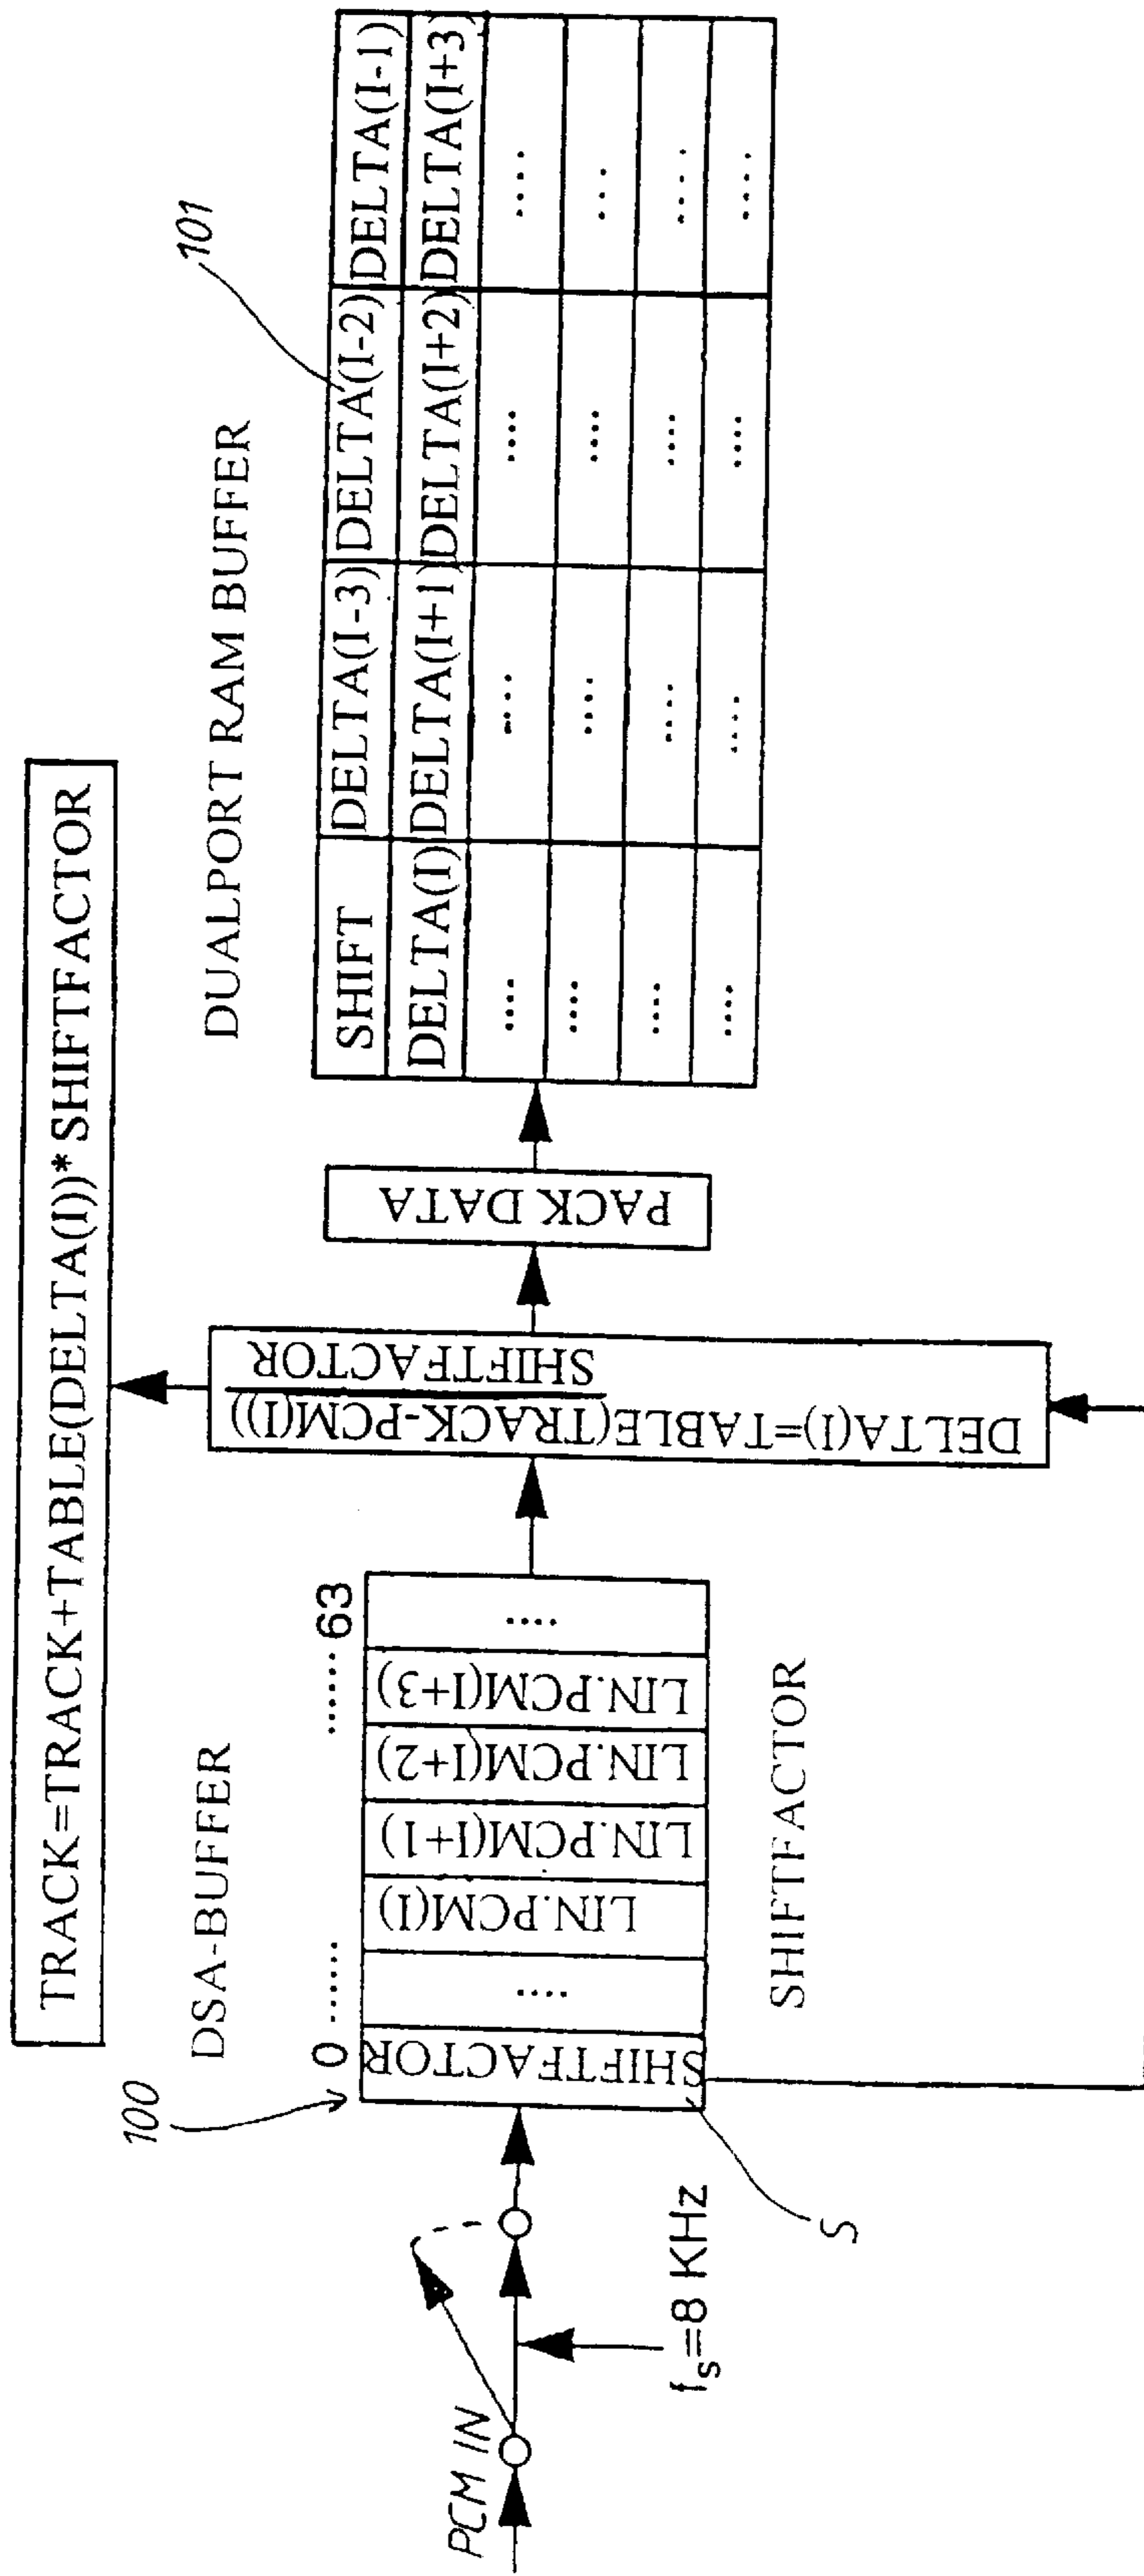 TRACK=TRACK+TABLE(DELTA(I))*SHIFTFACTOR
DSA-BUFFER
DUALPORT RAM BUFFER
100
0 ...... ...... 63
101
PCM IN
fs=8 KHz
SHIFTFACTOR
....
LIN.PCM(I)
LIN.PCM(I+1)
LIN.PCM(I+2)
LIN.PCM(I+3)
....
S
SHIFTFACTOR
DELTA(I)=TABLE(TRACK-PCM(I))
SHIFTFACTOR
PACK DATA
SHIFT DELTA(I-3) DELTA(I-2) DELTA(I-1)
DELTA(I) DELTA(I+1) DELTA(I+2) DELTA(I+3)
.... .... .... ....
.... .... .... ....
.... .... .... ....
.... .... .... ....